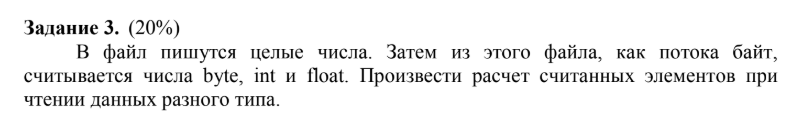 Задание 3. (20%)
В файл пишутся целые числа. Затем из этого файла, как потока байт,
считывается числа byte, int и float. Произвести расчет считанных элементов при
чтении данных разного типа.